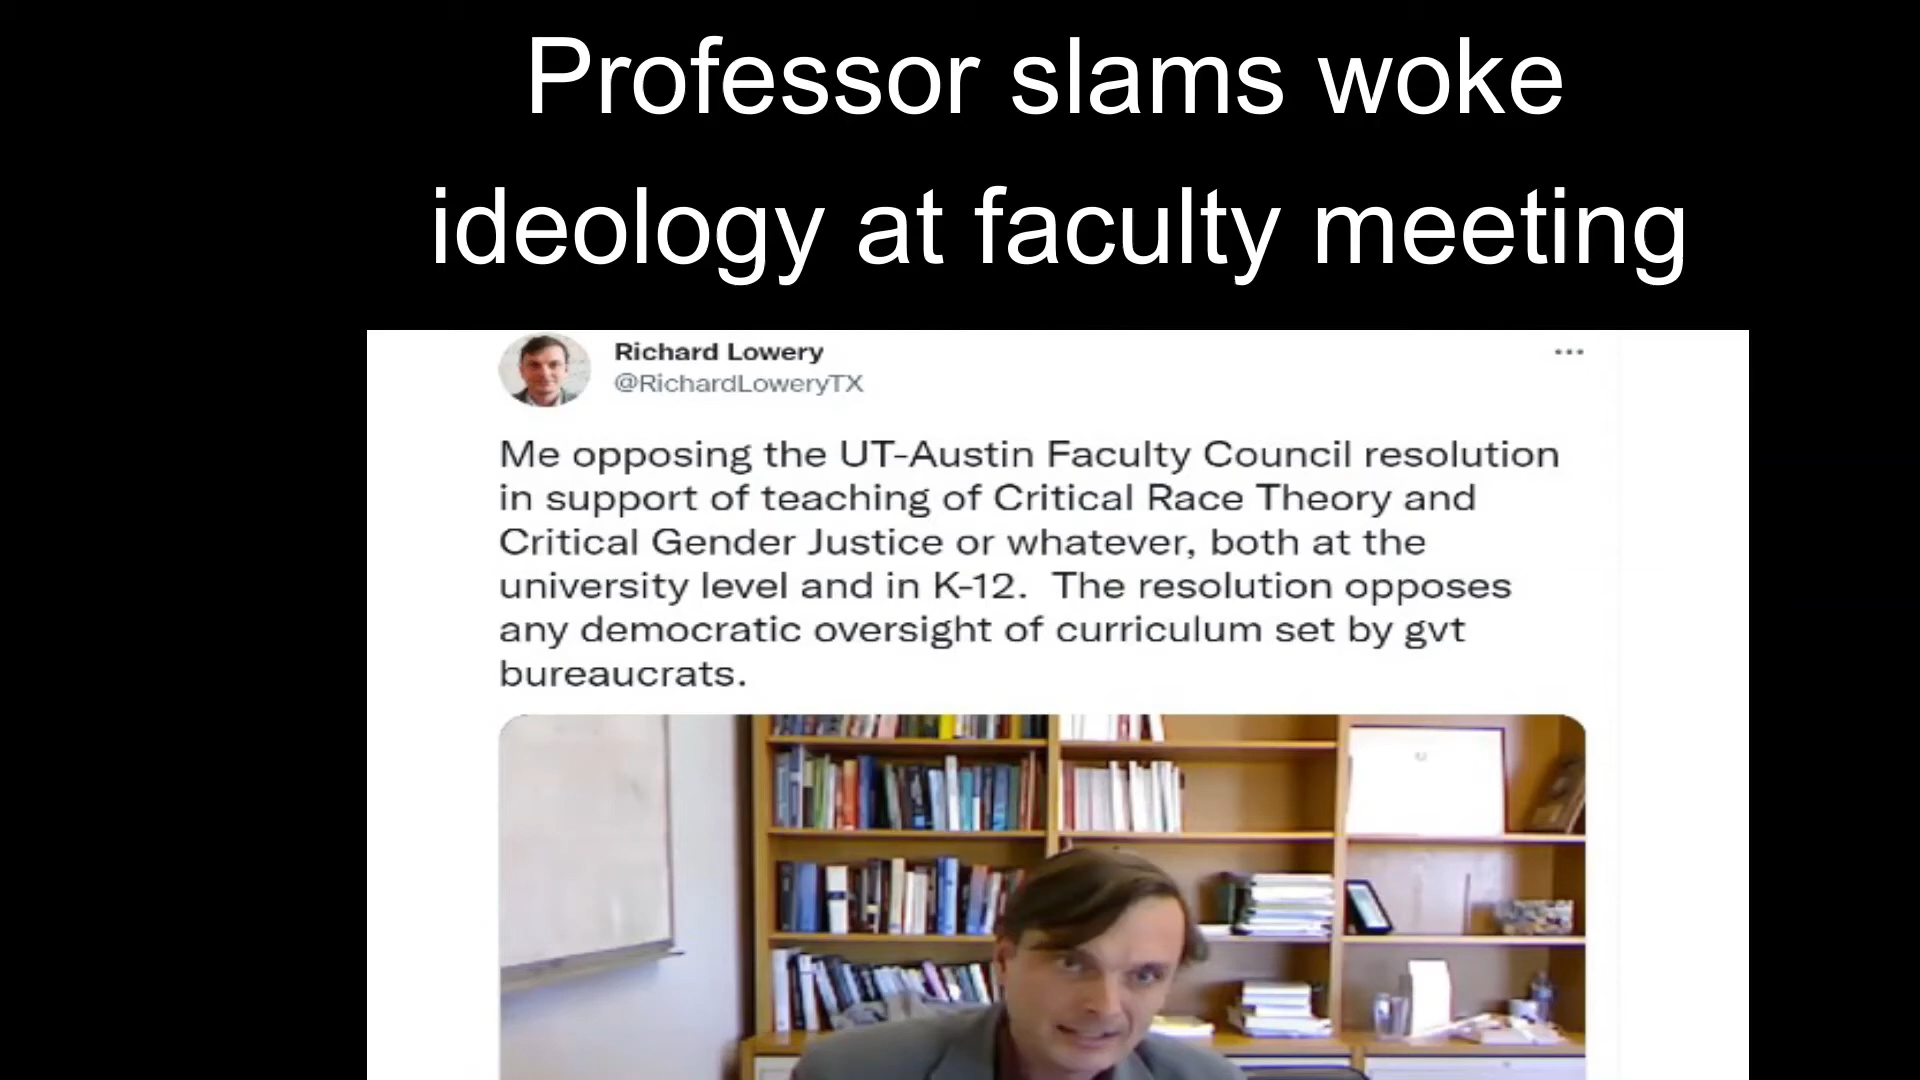 Professor slams woke
ideology at faculty meeting
Richard Lowery
@RichardLoweryTX
Me opposing the UT-Austin Faculty Council resolution
in support of teaching of Critical Race Theory and
Critical Gender Justice or whatever, both at the
university level and in K-12.  The resolution opposes
any democratic oversight of curriculum set by gvt
bureaucrats.